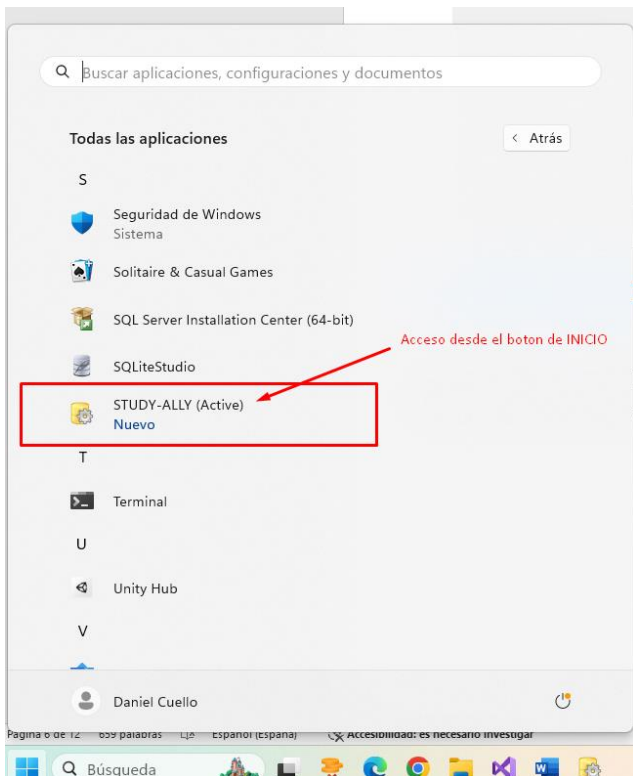 Buscar aplicaciones, configuraciones y documentos
Todas las aplicaciones
Atrás
S
Seguridad de Windows
Sistema
Solitaire & Casual Games
SQL Server Installation Center (64-bit)
Acceso desde el boton de INICIO
SQLiteStudio
STUDY-ALLY (Active)
Nuevo
T
Terminal
U
Unity Hub
V
Daniel Cuello
Página 6 de 12 659 palabras Español (España) Accesibilidad: es necesario investigar
Búsqueda